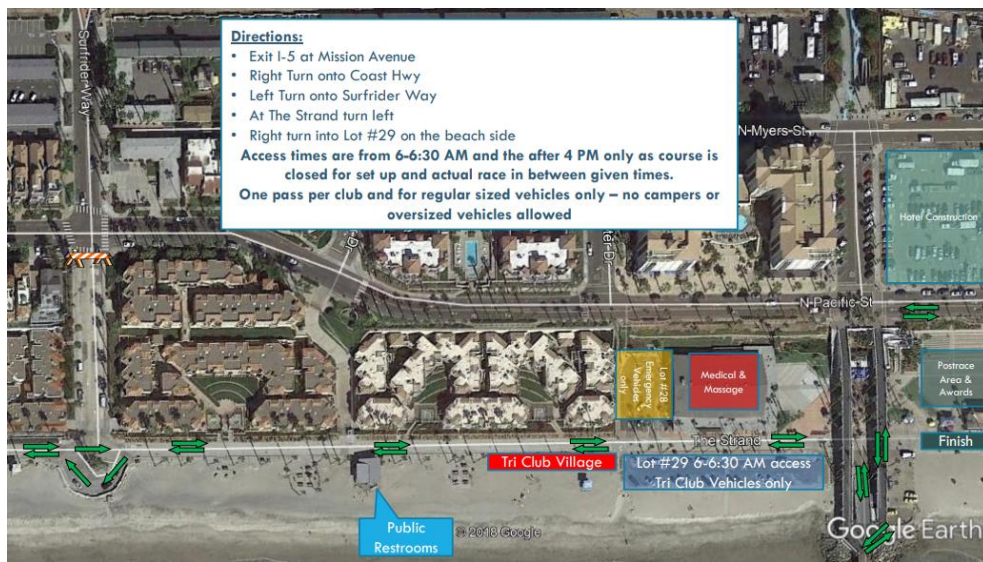 Surfrider Way
Directions:
• Exit I-5 at Mission Avenue
• Right Turn onto Coast Hwy
• Left Turn onto Surfrider Way
• At The Strand turn left
• Right turn into Lot #29 on the beach side
Access times are from 6-6:30 AM and the after 4 PM only as course is
closed for set up and actual race in between given times.
One pass per club and for regular sized vehicles only – no campers or
oversized vehicles allowed
N Myers St
Hotel Construction
Dr
Dr
N Pacific St
Lot #28
Emergency
Vehicles
only
Medical &
Massage
Postrace
Area &
Awards
The Strand
Finish
Tri Club Village
Lot #29 6-6:30 AM access
Tri Club Vehicles only
Public
Restrooms
© 2018 Google
Google Earth